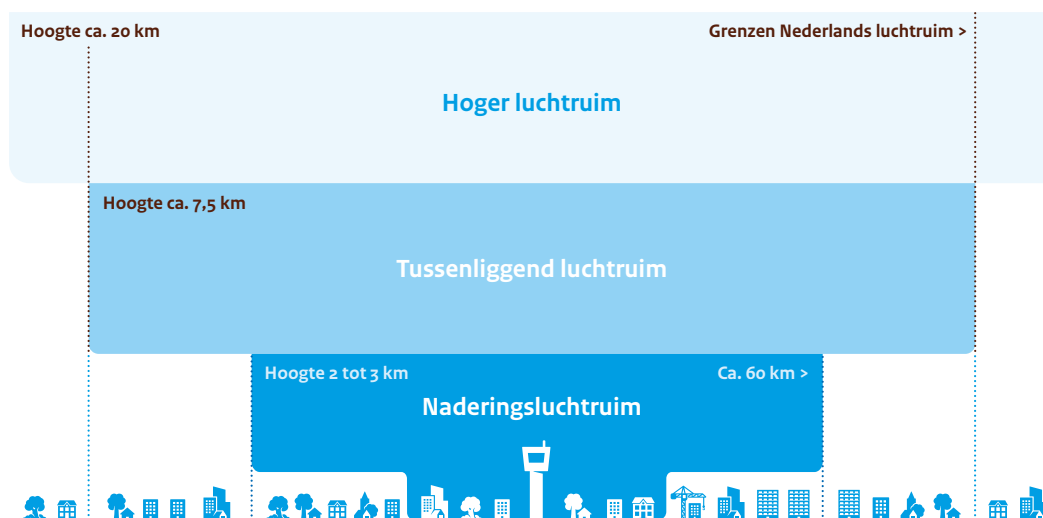 Hoogte ca. 20 km
Grenzen Nederlands luchtruim >
Hoger luchtruim
Hoogte ca. 7,5 km
Tussenliggend luchtruim
Hoogte 2 tot 3 km
Ca. 60 km >
Naderingsluchtruim